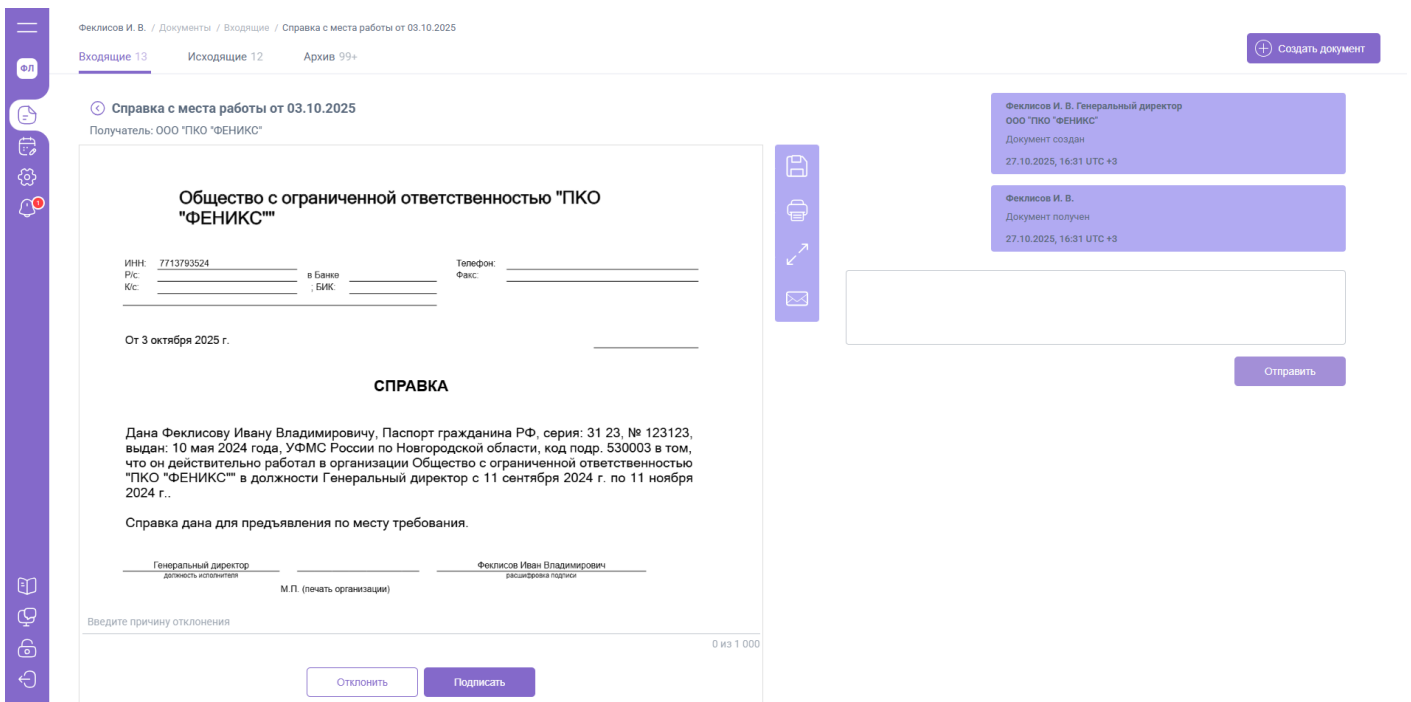 Феклисов И. В. / Документы / Входящие / Справка с места работы от 03.10.2025
Входящие 13 Исходящие 12 Архив 99+
Создать документ
ФЛ
1
Справка с места работы от 03.10.2025
Получатель: ООО "ПКО "ФЕНИКС"
Общество с ограниченной ответственностью "ПКО
"ФЕНИКС""
ИНН: 7713793524 Телефон:
Р/с: в Банке Факс:
К/с: ; БИК:
От 3 октября 2025 г.
СПРАВКА
Дана Феклисову Ивану Владимировичу, Паспорт гражданина РФ, серия: 31 23, № 123123,
выдан: 10 мая 2024 года, УФМС России по Новгородской области, код подр. 530003 в том,
что он действительно работал в организации Общество с ограниченной ответственностью
"ПКО "ФЕНИКС"" в должности Генеральный директор с 11 сентября 2024 г. по 11 ноября
2024 г..
Справка дана для предъявления по месту требования.
Генеральный директор Феклисов Иван Владимирович
должность исполнителя расшифровка подписи
М.П. (печать организации)
Введите причину отклонения
0 из 1 000
Отклонить Подписать
Феклисов И. В. Генеральный директор
ООО "ПКО "ФЕНИКС"
Документ создан
27.10.2025, 16:31 UTC +3
Феклисов И. В.
Документ получен
27.10.2025, 16:31 UTC +3
Отправить